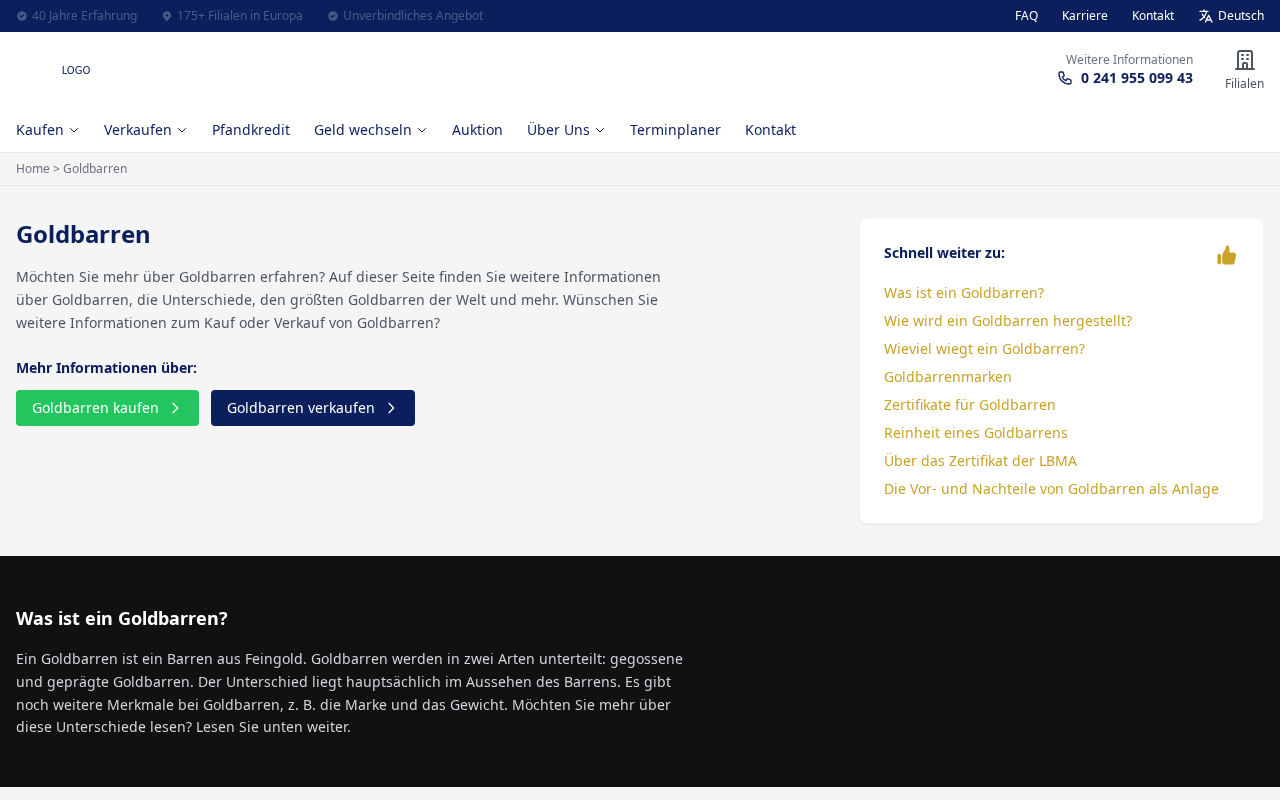 40 Jahre Erfahrung
175+ Filialen in Europa
Unverbindliches Angebot
FAQ
Karriere
Kontakt
Deutsch
LOGO
Weitere Informationen
0 241 955 099 43
Filialen
Kaufen
Verkaufen
Pfandkredit
Geld wechseln
Auktion
Über Uns
Terminplaner
Kontakt
Home > Goldbarren
Goldbarren
Möchten Sie mehr über Goldbarren erfahren? Auf dieser Seite finden Sie weitere Informationen
über Goldbarren, die Unterschiede, den größten Goldbarren der Welt und mehr. Wünschen Sie
weitere Informationen zum Kauf oder Verkauf von Goldbarren?
Mehr Informationen über:
Goldbarren kaufen
Goldbarren verkaufen
Schnell weiter zu:
Was ist ein Goldbarren?
Wie wird ein Goldbarren hergestellt?
Wieviel wiegt ein Goldbarren?
Goldbarrenmarken
Zertifikate für Goldbarren
Reinheit eines Goldbarrens
Über das Zertifikat der LBMA
Die Vor- und Nachteile von Goldbarren als Anlage
Was ist ein Goldbarren?
Ein Goldbarren ist ein Barren aus Feingold. Goldbarren werden in zwei Arten unterteilt: gegossene
und geprägte Goldbarren. Der Unterschied liegt hauptsächlich im Aussehen des Barrens. Es gibt
noch weitere Merkmale bei Goldbarren, z. B. die Marke und das Gewicht. Möchten Sie mehr über
diese Unterschiede lesen? Lesen Sie unten weiter.